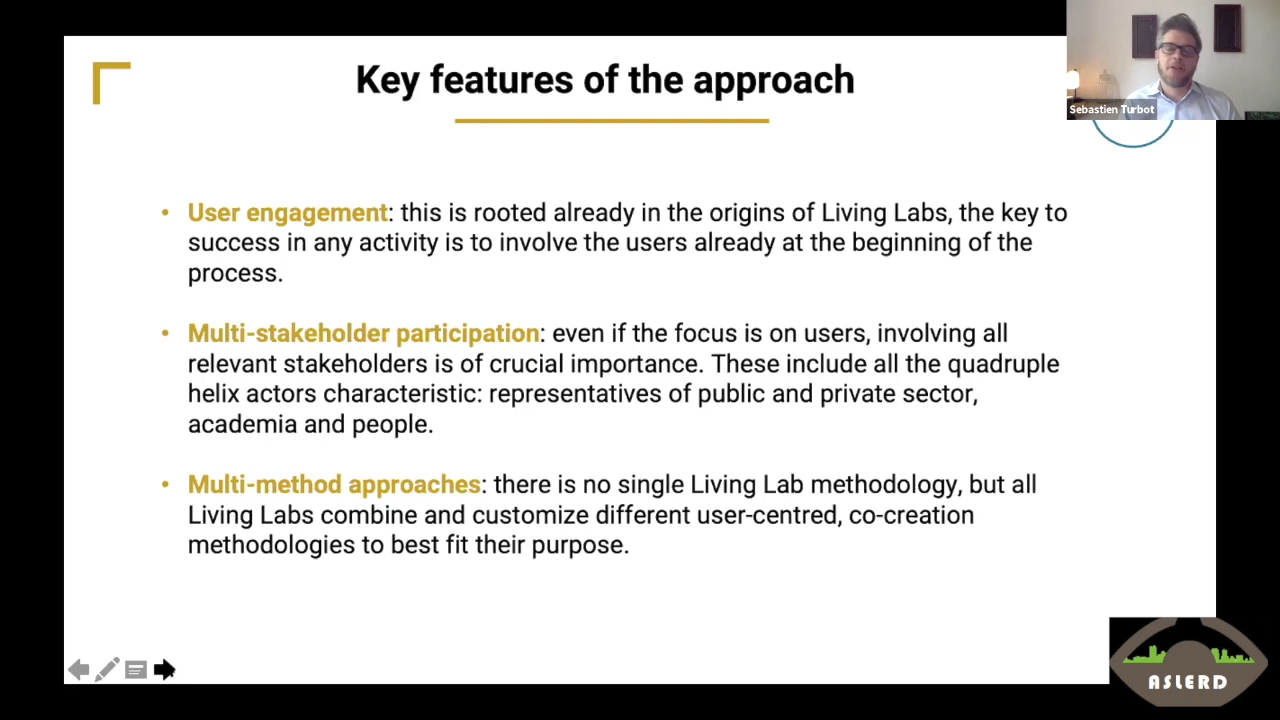 Key features of the approach
Sebastien Turbot
• User engagement: this is rooted already in the origins of Living Labs, the key to
success in any activity is to involve the users already at the beginning of the
process.
• Multi-stakeholder participation: even if the focus is on users, involving all
relevant stakeholders is of crucial importance. These include all the quadruple
helix actors characteristic: representatives of public and private sector,
academia and people.
• Multi-method approaches: there is no single Living Lab methodology, but all
Living Labs combine and customize different user-centred, co-creation
methodologies to best fit their purpose.
ASLERD